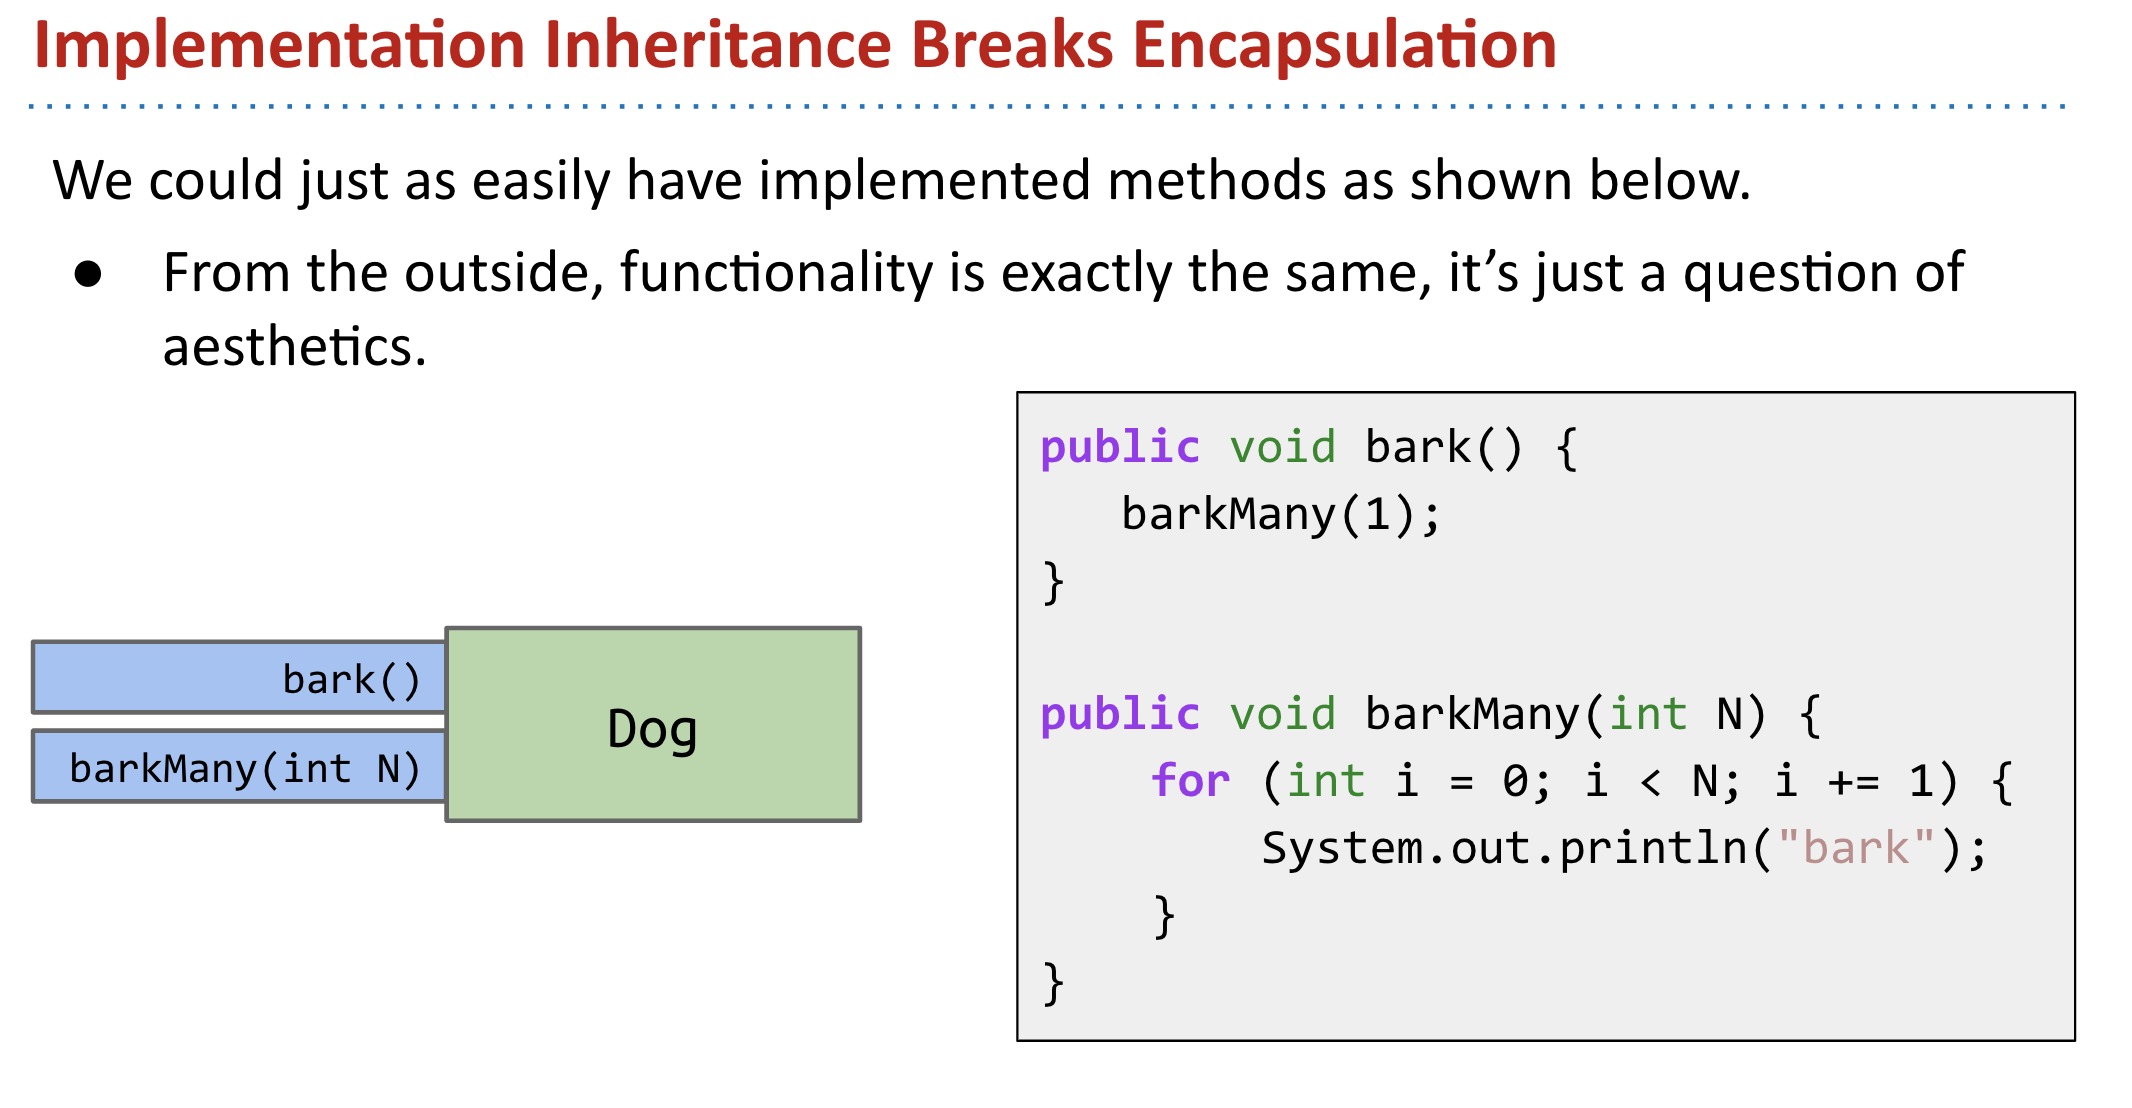 Implementation Inheritance Breaks Encapsulation
We could just as easily have implemented methods as shown below.
● From the outside, functionality is exactly the same, it’s just a question of
aesthetics.
bark()
barkMany(int N)
Dog
public void bark() {
   barkMany(1);
}

public void barkMany(int N) {
    for (int i = 0; i < N; i += 1) {
        System.out.println("bark");
    }
}